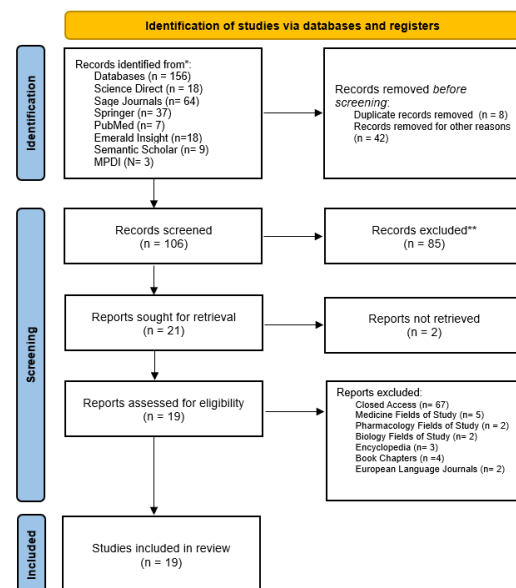 Identification of studies via databases and registers
Identification
Records identified from*:
Databases (n = 156)
Science Direct (n = 18)
Sage Journals (n= 64)
Springer (n = 37)
PubMed (n = 7)
Emerald Insight (n=18)
Semantic Scholar (n= 9)
MPDI (N= 3)
Records removed before
screening:
Duplicate records removed (n = 8)
Records removed for other reasons
(n = 42)
Screening
Records screened
(n = 106)
Records excluded**
(n = 85)
Reports sought for retrieval
(n = 21)
Reports not retrieved
(n = 2)
Reports assessed for eligibility
(n = 19)
Reports excluded:
Closed Access (n= 67)
Medicine Fields of Study (n= 5)
Pharmacology Fields of Study (n = 2)
Biology Fields of Study (n= 2)
Encyclopedia (n= 3)
Book Chapters (n =4)
European Language Journals (n= 2)
Included
Studies included in review
(n = 19)